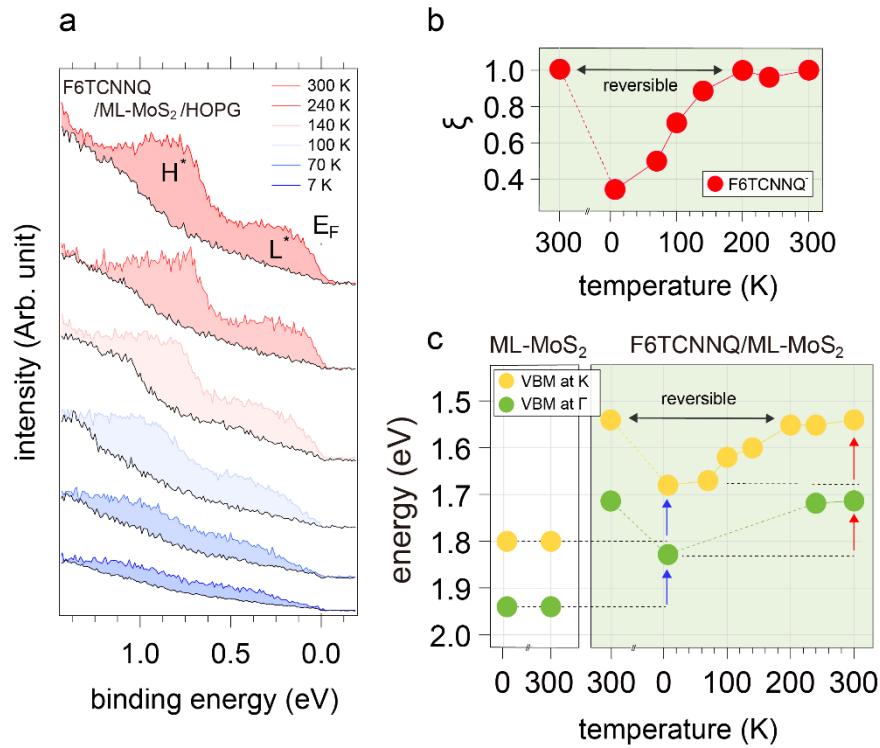 a
F6TCNNQ
/ML-MoS₂ /HOPG
300 K
240 K
140 K
100 K
70 K
7 K
H*
L*
E_F
intensity (Arb. unit)
1.0 0.5 0.0
binding energy (eV)
b
1.0
0.8
0.6
0.4
ξ
reversible
F6TCNNQ⁻
300 0 100 200 300
temperature (K)
c
ML-MoS₂ F6TCNNQ/ML-MoS₂
VBM at K
VBM at Γ
reversible
1.5
1.6
1.7
1.8
1.9
2.0
energy (eV)
0 300 300 0 100 200 300
temperature (K)